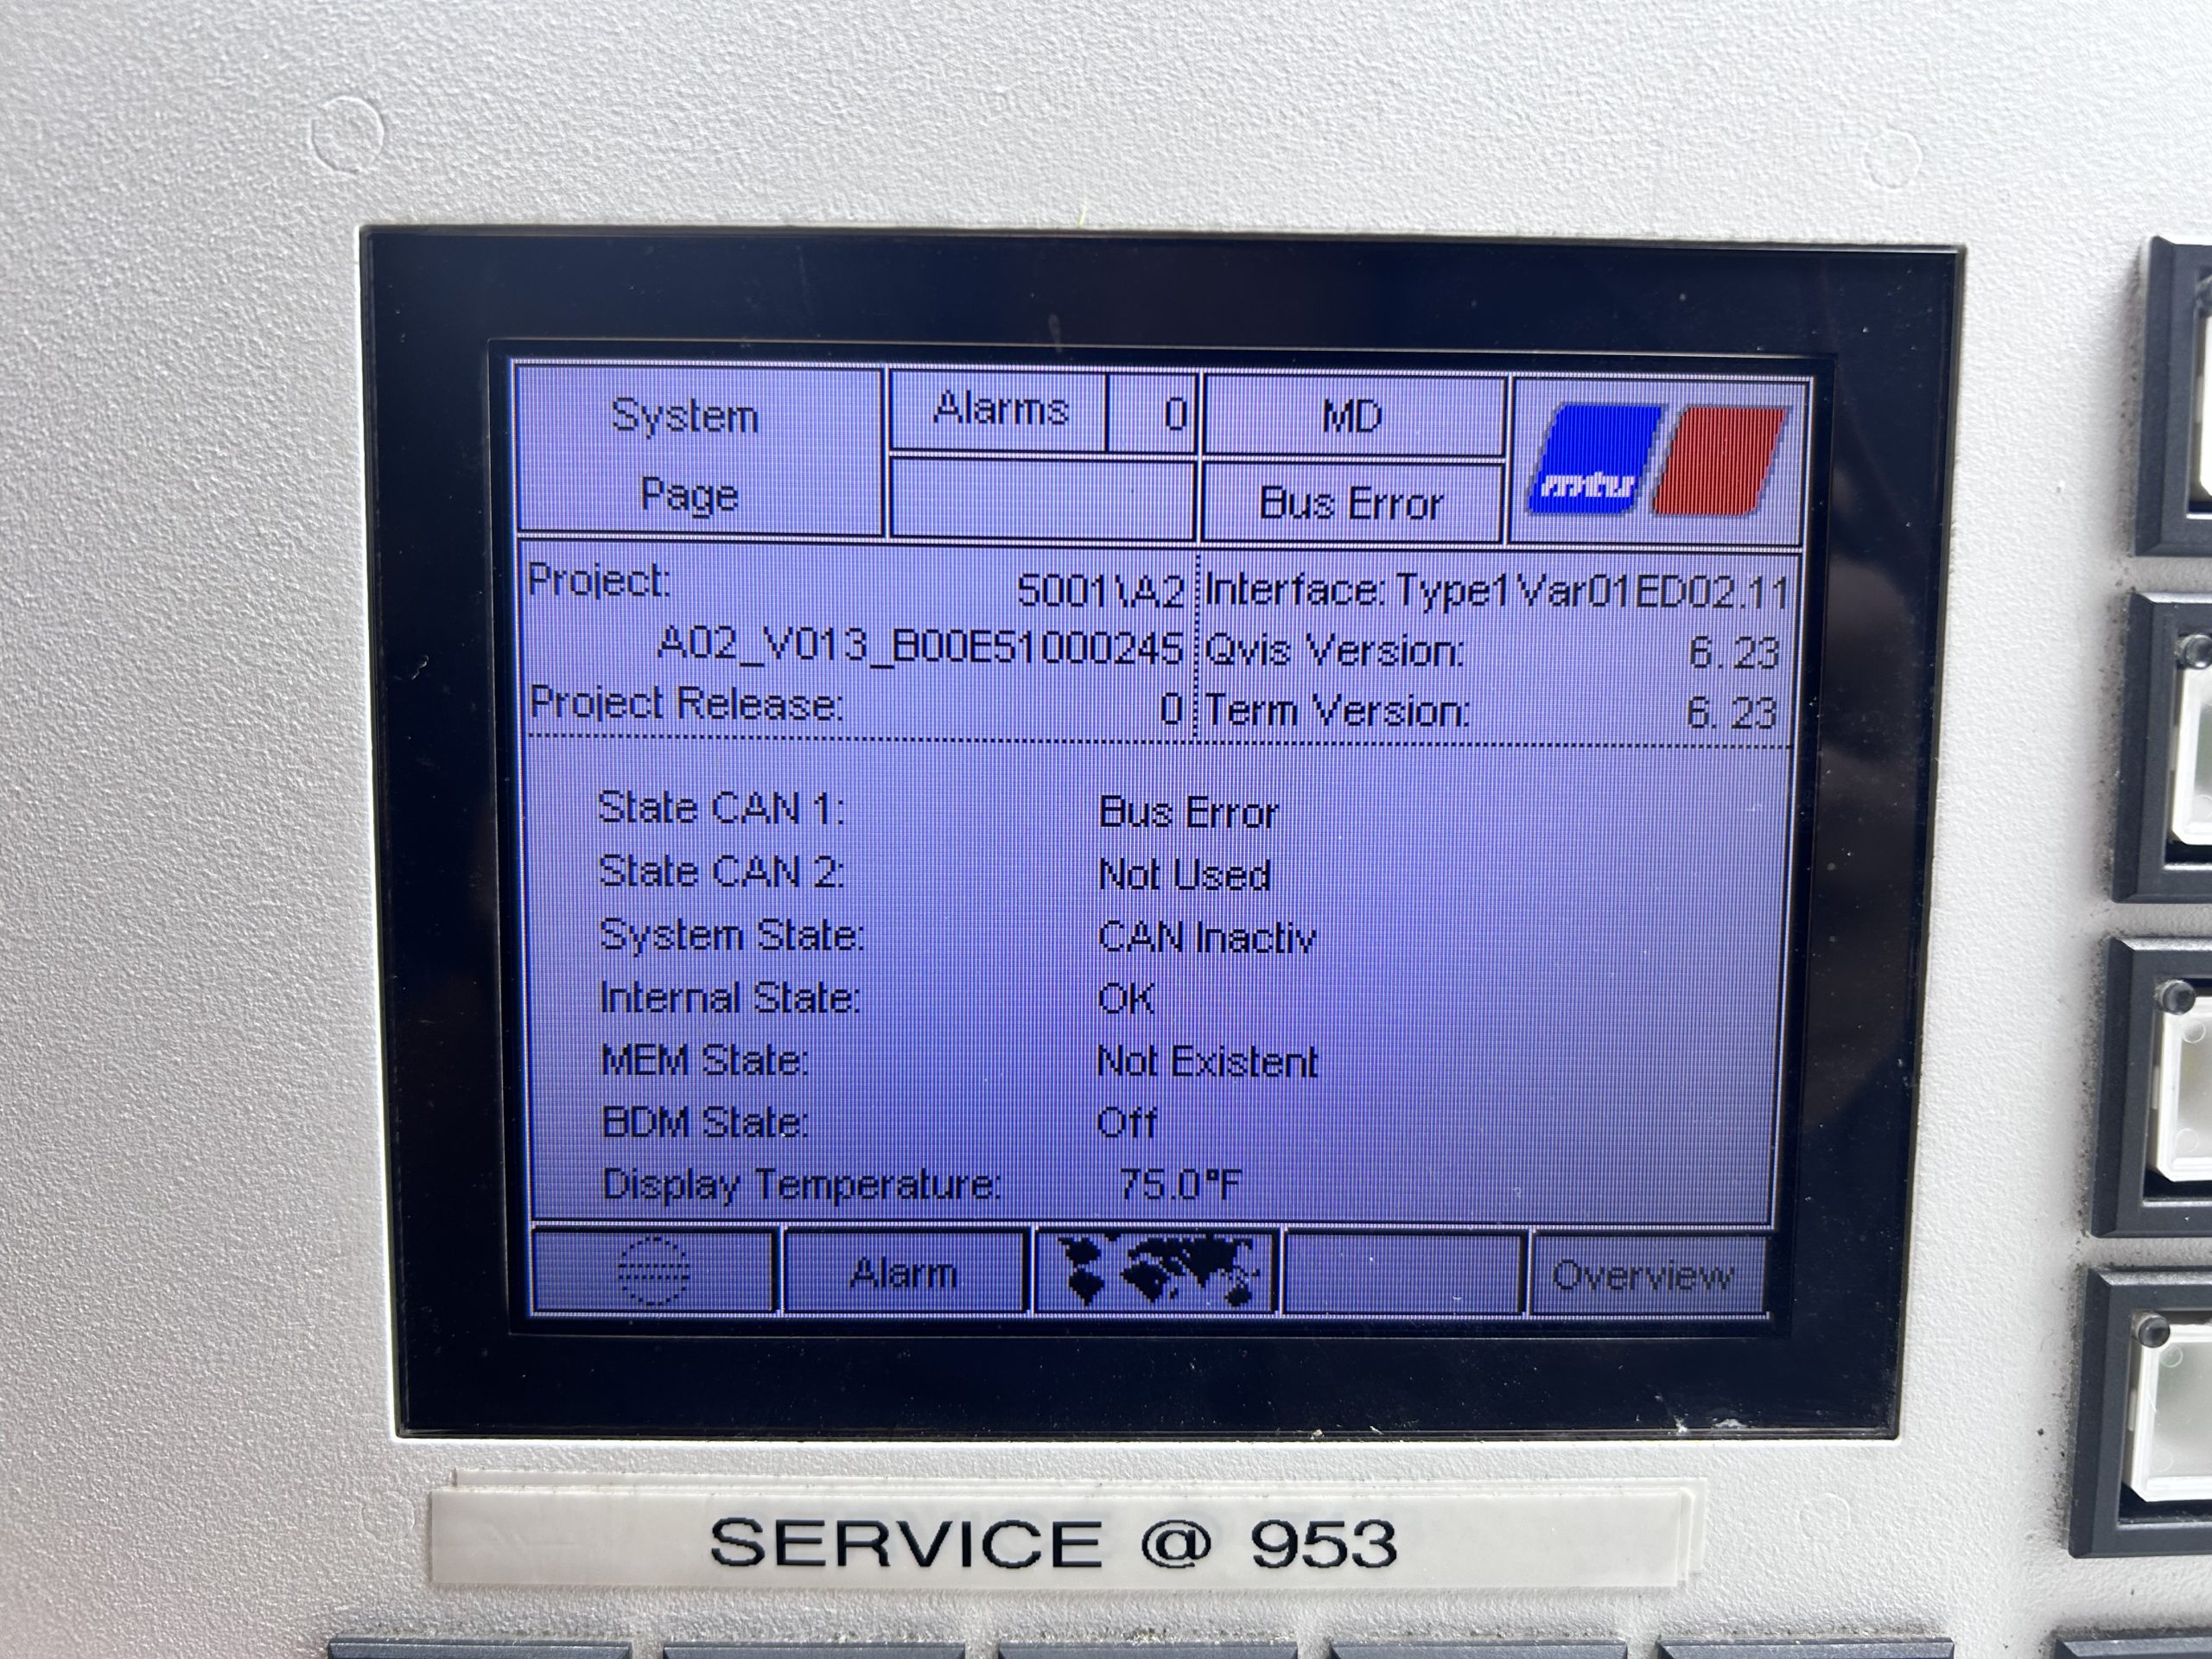 System
Page
Alarms 0
MD
Bus Error
mtu
Project: 5001\A2
A02_V013_B00E51000245
Project Release: 0
Interface: Type1Var01ED02.11
Qvis Version: 6.23
Term Version: 6.23
State CAN 1: Bus Error
State CAN 2: Not Used
System State: CAN Inactiv
Internal State: OK
MEM State: Not Existent
BDM State: Off
Display Temperature: 75.0°F
Alarm
Overview
SERVICE @ 953